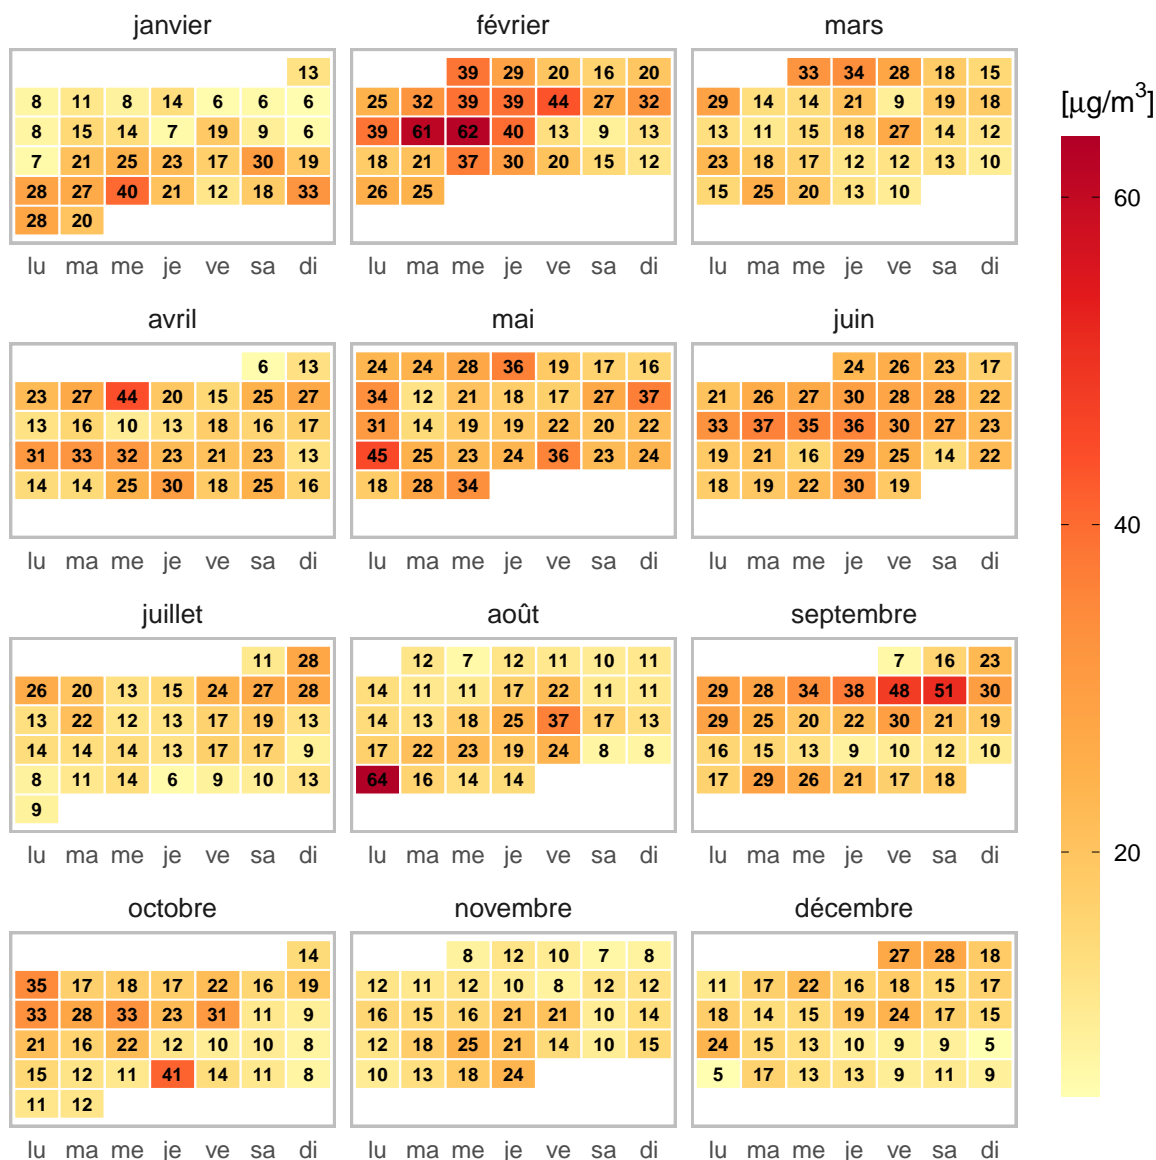 janvier février mars
13 39 29 20 16 20 33 34 28 18 15
8 11 8 14 6 6 6 25 32 39 39 44 27 32 29 14 14 21 9 19 18
8 15 14 7 19 9 6 39 61 62 40 13 9 13 13 11 15 18 27 14 12
7 21 25 23 17 30 19 18 21 37 30 20 15 12 23 18 17 12 12 13 10
28 27 40 21 12 18 33 26 25 15 25 20 13 10
28 20
lu ma me je ve sa di lu ma me je ve sa di lu ma me je ve sa di
avril mai juin
6 13 24 24 28 36 19 17 16 24 26 23 17
23 27 44 20 15 25 27 34 12 21 18 17 27 37 21 26 27 30 28 28 22
13 16 10 13 18 16 17 31 14 19 19 22 20 22 33 37 35 36 30 27 23
31 33 32 23 21 23 13 45 25 23 24 36 23 24 19 21 16 29 25 14 22
14 14 25 30 18 25 16 18 28 34 18 19 22 30 19
lu ma me je ve sa di lu ma me je ve sa di lu ma me je ve sa di
juillet août septembre
11 28 12 7 12 11 10 11 7 16 23
26 20 13 15 24 27 28 14 11 11 17 22 11 11 29 28 34 38 48 51 30
13 22 12 13 17 19 13 14 13 18 25 37 17 13 29 25 20 22 30 21 19
14 14 14 13 17 17 9 17 22 23 19 24 8 8 16 15 13 9 10 12 10
8 11 14 6 9 10 13 64 16 14 14 17 29 26 21 17 18
9
lu ma me je ve sa di lu ma me je ve sa di lu ma me je ve sa di
octobre novembre décembre
14 8 12 10 7 8 27 28 18
35 17 18 17 22 16 19 12 11 12 10 8 12 12 11 17 22 16 18 15 17
33 28 33 23 31 11 9 16 15 16 21 21 10 14 18 14 15 19 24 17 15
21 16 22 12 10 10 8 12 18 25 21 14 10 15 24 15 13 10 9 9 5
15 12 11 41 14 11 8 10 13 18 24 5 17 13 13 9 11 9
11 12
lu ma me je ve sa di lu ma me je ve sa di lu ma me je ve sa di
[µg/m³]
60
40
20